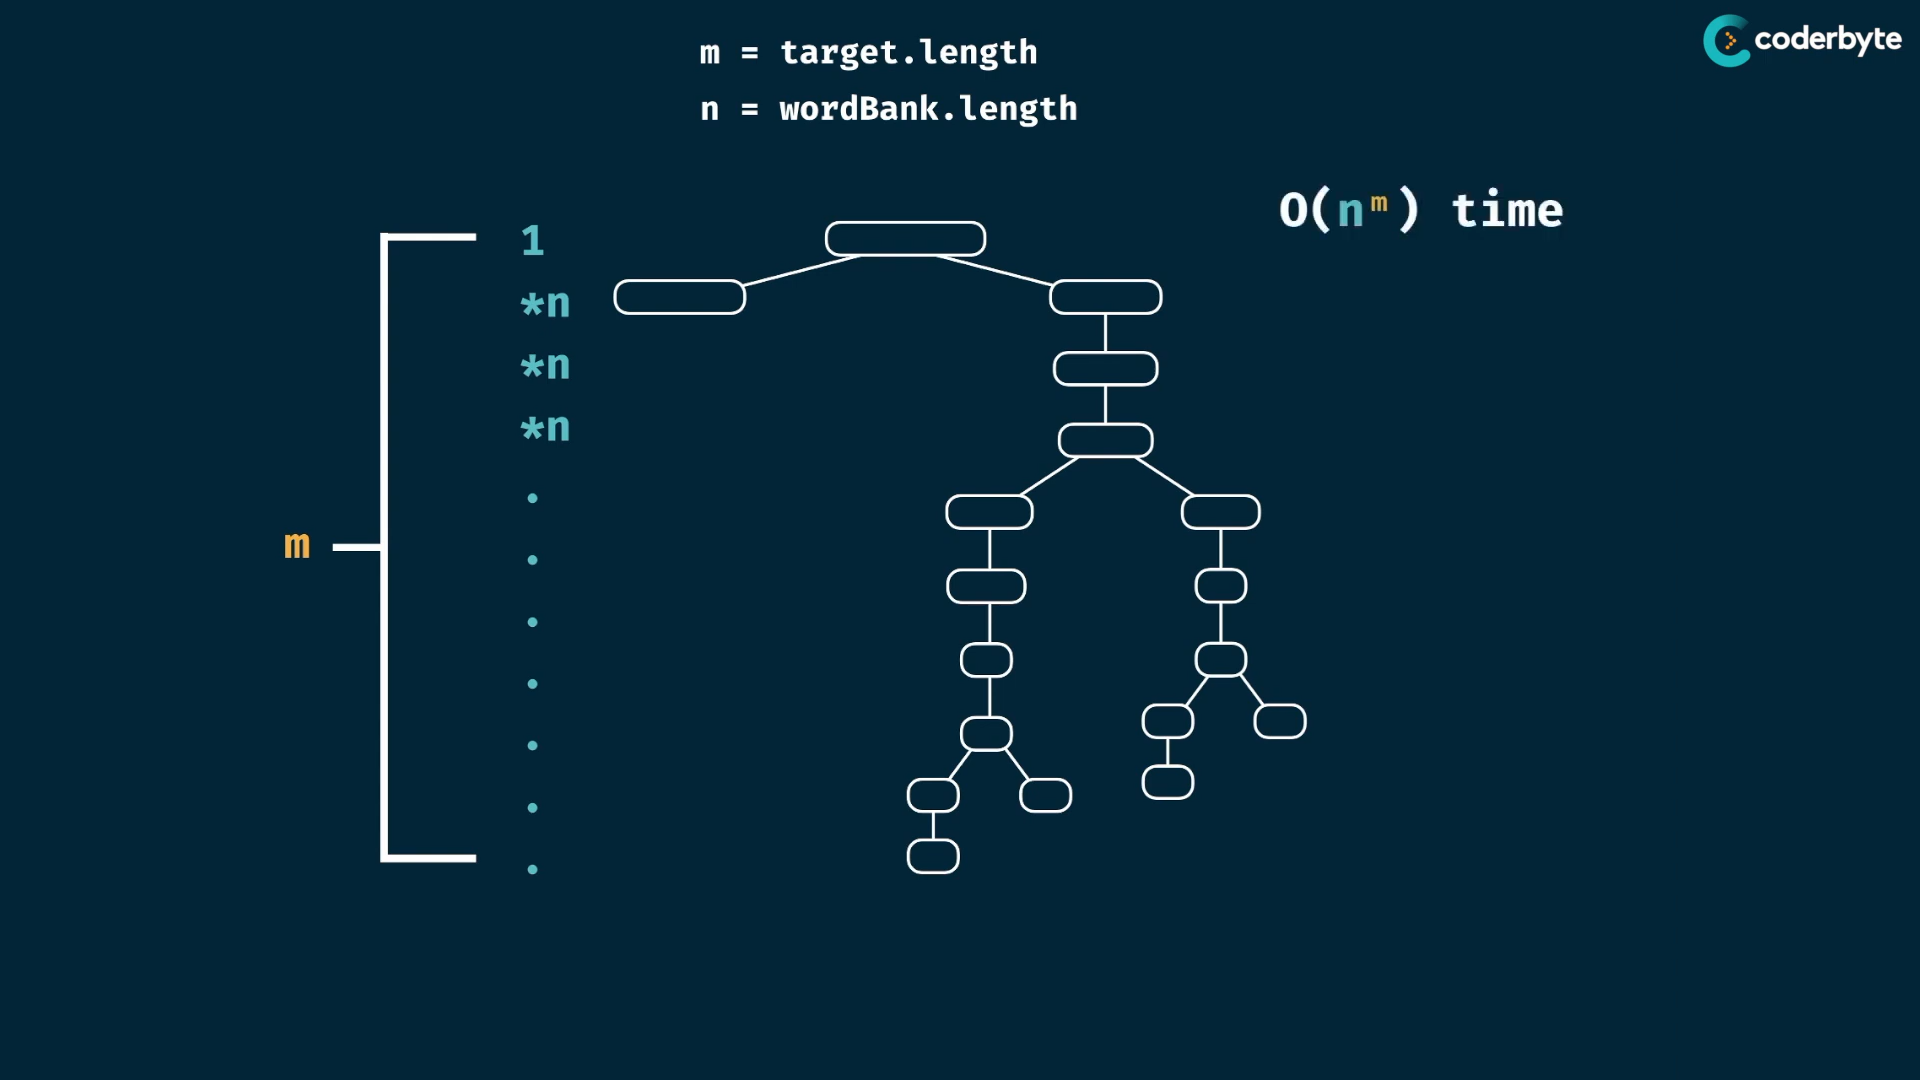 m = target.length
n = wordBank.length
coderbyte
O(nᵐ) time
1
*n
*n
*n
.
.
.
.
.
.
.
m